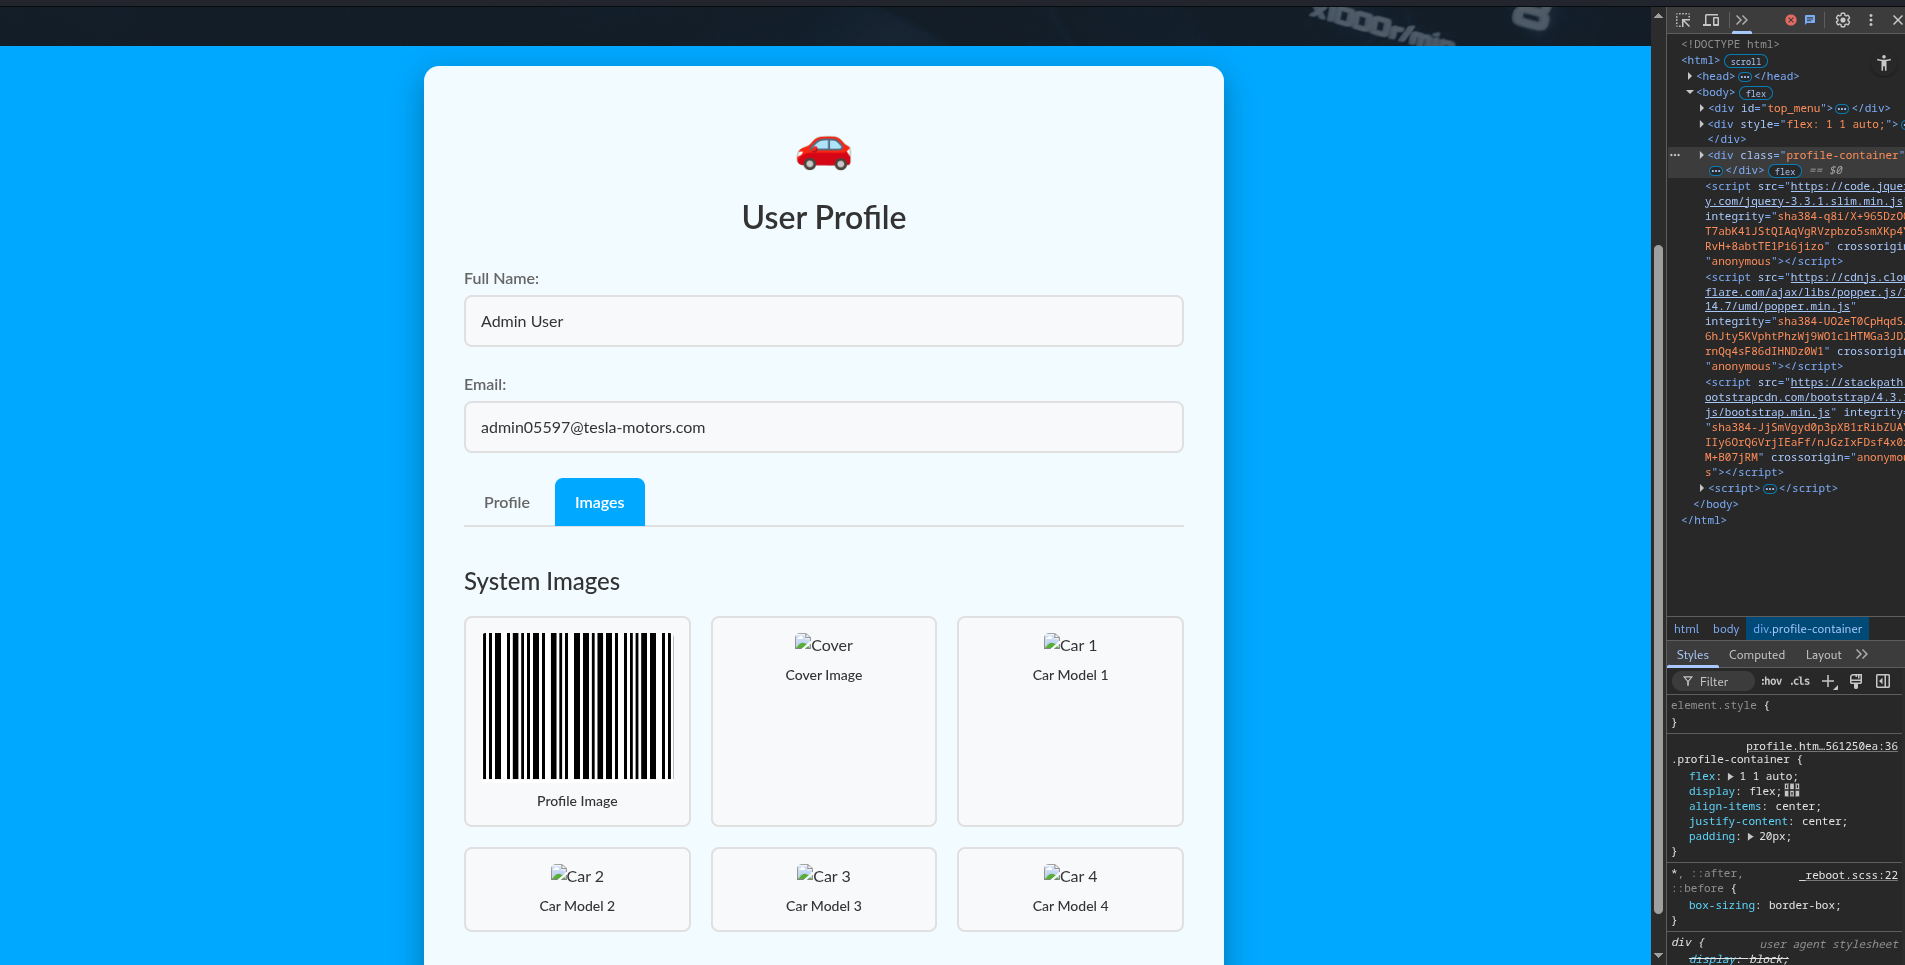 x1000r/min
8
User Profile
Full Name:
Admin User
Email:
admin05597@tesla-motors.com
Profile
Images
System Images
Profile Image
Cover
Cover Image
Car 1
Car Model 1
Car 2
Car Model 2
Car 3
Car Model 3
Car 4
Car Model 4
<!DOCTYPE html>
<html> scroll
<head> </head>
<body> flex
<div id="top_menu"> </div>
<div style="flex: 1 1 auto;">
</div>
<div class="profile-container"
</div> flex == $0
<script src="https://code.jque
y.com/jquery-3.3.1.slim.min.js
integrity="sha384-q8i/X+965DzO
T7abK41JStQIAqVgRVzpbzo5smXKp4
RvH+8abtTE1Pi6jizo" crossorigi
"anonymous"></script>
<script src="https://cdnjs.clo
flare.com/ajax/libs/popper.js/
14.7/umd/popper.min.js"
integrity="sha384-UO2eT0CpHqdS
6hJty5KVphtPhzWj9WO1clHTMGa3JD
rnQq4sF86dIHNDz0W1" crossorigi
"anonymous"></script>
<script src="https://stackpath
ootstrapcdn.com/bootstrap/4.3.
js/bootstrap.min.js" integrity
"sha384-JjSmVgyd0p3pXB1rRibZUA
IIy6OrQ6VrjIEaFf/nJGzIxFDsf4x0
M+B07jRM" crossorigin="anonymo
s"></script>
<script> </script>
</body>
</html>
html body div.profile-container
Styles Computed Layout
Filter :hov .cls
element.style {
}
profile.htm…561250ea:36
.profile-container {
flex: 1 1 auto;
display: flex;
align-items: center;
justify-content: center;
padding: 20px;
}
*, ::after, _reboot.scss:22
::before {
box-sizing: border-box;
}
div { user agent stylesheet
display: block;